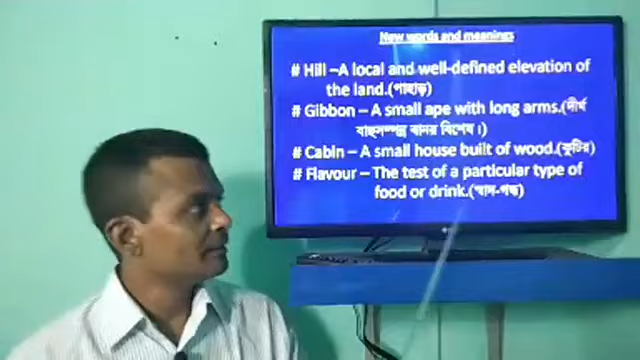 New words and meanings
# Hill –A local and well-defined elevation of
the land.(পাহাড়)
# Gibbon – A small ape with long arms.(দীর্ঘ
বাহুসম্পন্ন বানর বিশেষ।)
# Cabin – A small house built of wood.(কুটির)
# Flavour – The test of a particular type of
food or drink.(স্বাদ-গন্ধ)